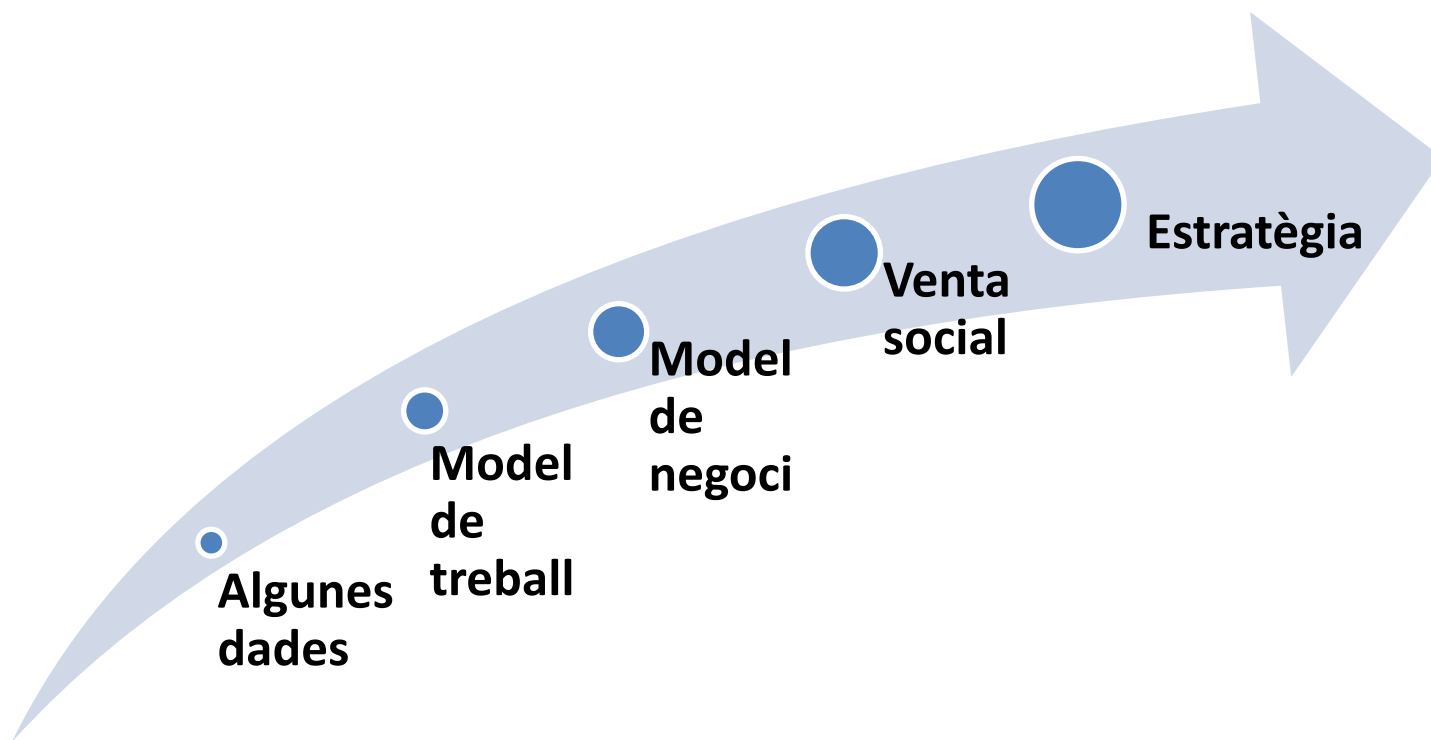 Algunes
dades
Model
de
treball
Model
de
negoci
Venta
social
Estratègia